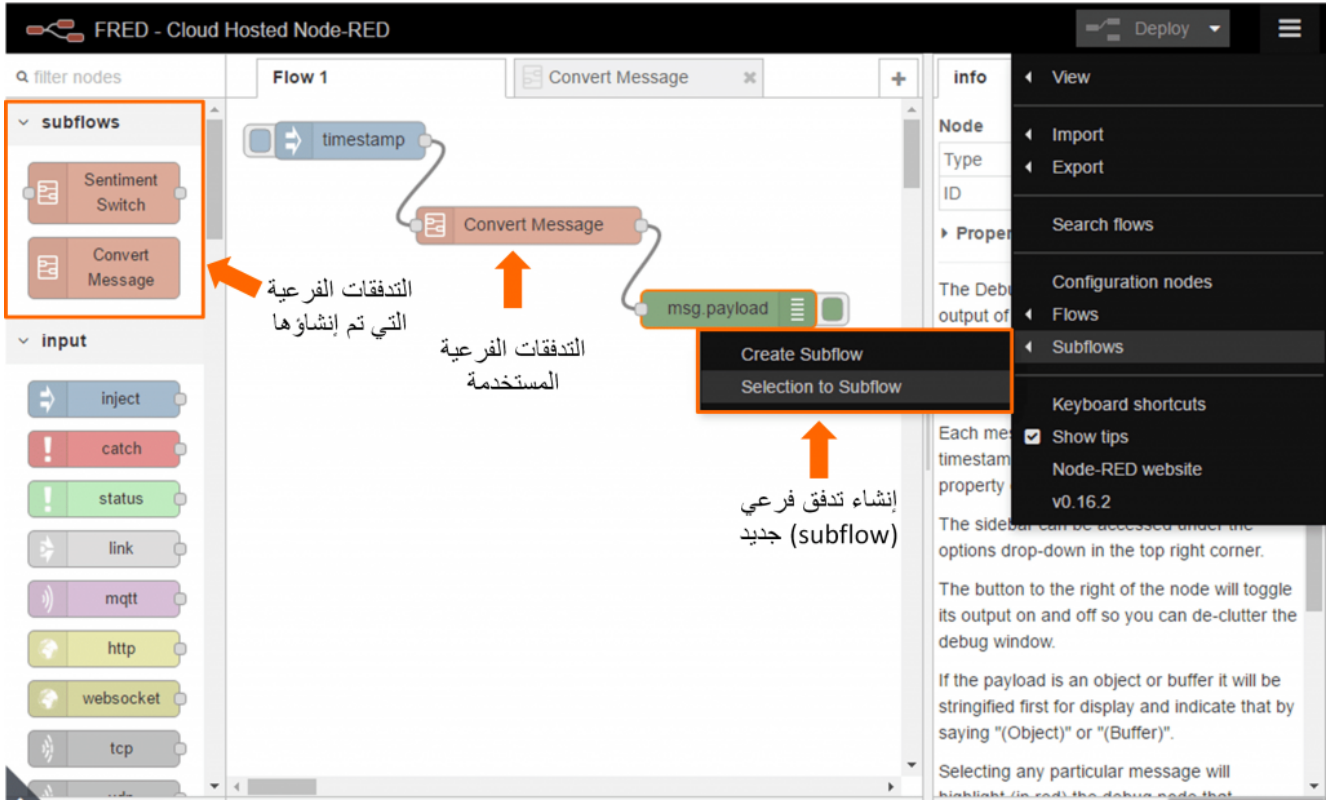 FRED - Cloud Hosted Node-RED
Deploy
filter nodes
Flow 1
Convert Message
info
View
subflows
timestamp
Node
Type
ID
Import
Export
Sentiment
Switch
Convert Message
Search flows
Convert
Message
msg.payload
Configuration nodes
Flows
Subflows
التدفقات الفرعية
التي تم إنشاؤها
التدفقات الفرعية
المستخدمة
Create Subflow
Selection to Subflow
output of
input
Keyboard shortcuts
Show tips
Node-RED website
v0.16.2
inject
catch
status
link
mqtt
http
websocket
tcp
إنشاء تدفق فرعي
(subflow) جديد
property
The sidebar can be accessed under the
options drop-down in the top right corner.
The button to the right of the node will toggle
its output on and off so you can de-clutter the
debug window.
If the payload is an object or buffer it will be
stringified first for display and indicate that by
saying "(Object)" or "(Buffer)".
Selecting any particular message will
highlight (in red) the debug node that